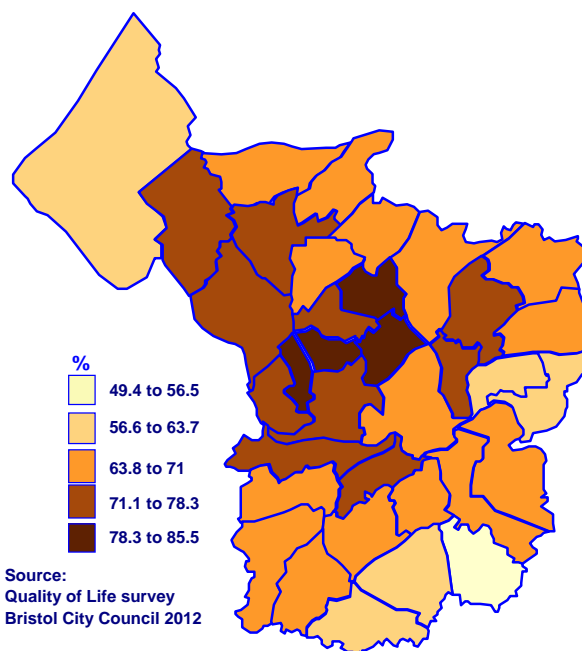 %
49.4 to 56.5
56.6 to 63.7
63.8 to 71
71.1 to 78.3
78.3 to 85.5
Source:
Quality of Life survey
Bristol City Council 2012